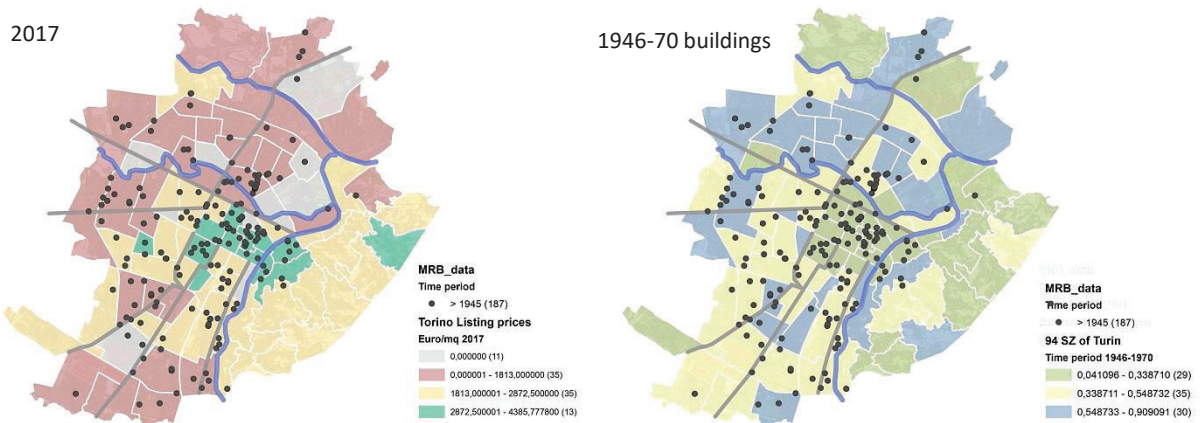 2017
MRB_data
Time period
> 1945 (187)
Torino Listing prices
Euro/mq 2017
0,000000 (11)
0,000001 - 1813,000000 (35)
1813,000001 - 2872,500000 (35)
2872,500001 - 4385,777800 (13)
1946-70 buildings
MRB_data
Time period
> 1945 (187)
94 SZ of Turin
Time period 1946-1970
0,041096 - 0,338710 (29)
0,338711 - 0,548732 (35)
0,548733 - 0,909091 (30)